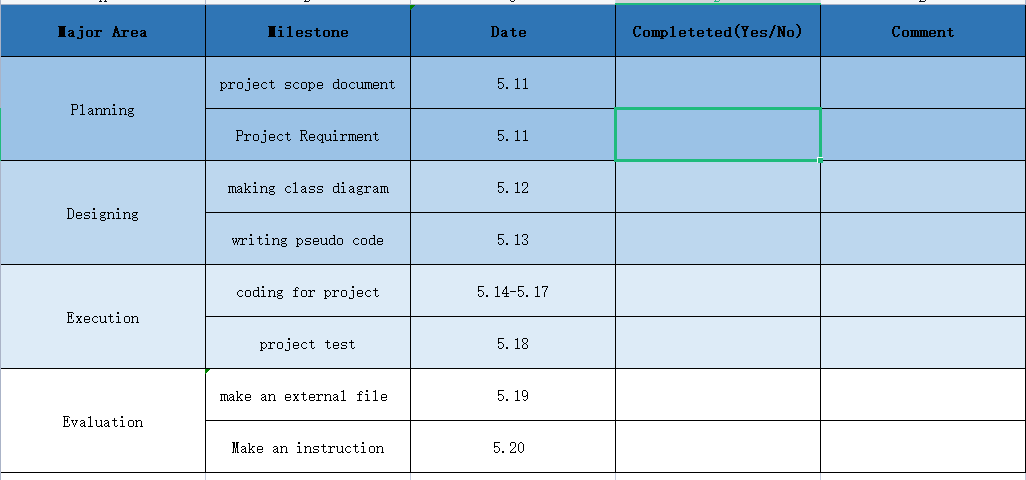 Major Area Milestone Date Completeted(Yes/No) Comment
Planning
project scope document 5.11
Project Requirment 5.11
Designing
making class diagram 5.12
writing pseudo code 5.13
Execution
coding for project 5.14-5.17
project test 5.18
Evaluation
make an external file 5.19
Make an instruction 5.20